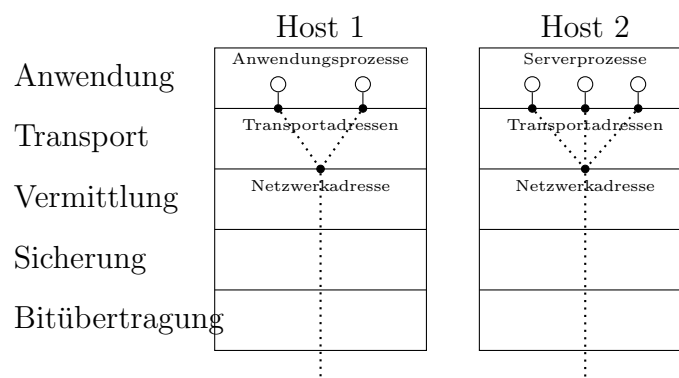 Host 1 Host 2
Anwendungsprozesse Serverprozesse
Anwendung
Transportadressen Transportadressen
Transport
Netzwerkadresse Netzwerkadresse
Vermittlung
Sicherung
Bitübertragung